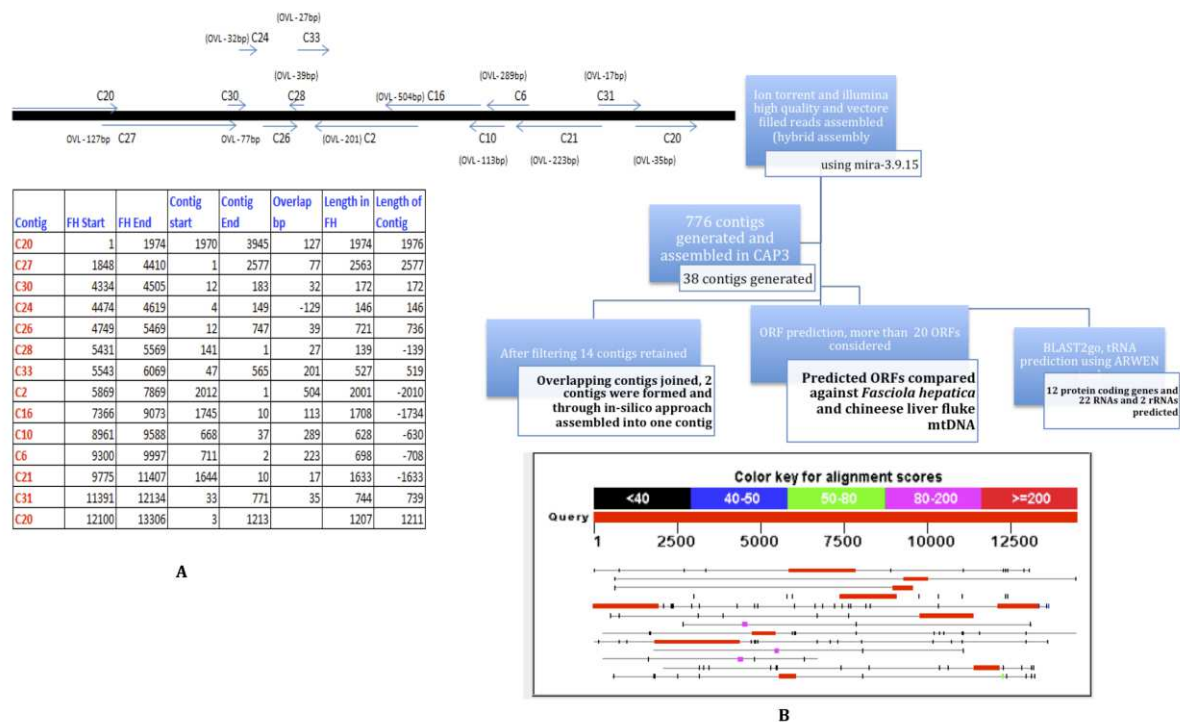 (OVL-27bp)
(OVL-32bp) C24 C33
(OVL-39bp) (OVL-289bp) (OVL-17bp)
C20 C30 C28 (OVL-504bp) C16 C6 C31
OVL-127bp C27 OVL-77bp C26 (OVL-201) C2 C10 C21 C20
(OVL-113bp) (OVL-223bp) (OVL-35bp)
Contig FH Start FH End Contig start Contig End Overlap bp Length in FH Length of Contig
C20 1 1974 1970 3945 127 1974 1976
C27 1848 4410 1 2577 77 2563 2577
C30 4334 4505 12 183 32 172 172
C24 4474 4619 4 149 -129 146 146
C26 4749 5469 12 747 39 721 736
C28 5431 5569 141 1 27 139 -139
C33 5543 6069 47 565 201 527 519
C2 5869 7869 2012 1 504 2001 -2010
C16 7366 9073 1745 10 113 1708 -1734
C10 8961 9588 668 37 289 628 -630
C6 9300 9997 711 2 223 698 -708
C21 9775 11407 1644 10 17 1633 -1633
C31 11391 12134 33 771 35 744 739
C20 12100 13306 3 1213 1207 1211
A
Ion torrent and illumina
high quality and vectore
filled reads assembled
(hybrid assembly
using mira-3.9.15
776 contigs
generated and
assembled in CAP3
38 contigs generated
After filtering 14 contigs retained
Overlapping contigs joined, 2
contigs were formed and
through in-silico approach
assembled into one contig
ORF prediction, more than 20 ORFs
considered
Predicted ORFs compared
against Fasciola hepatica
and chineese liver fluke
mtDNA
BLAST2go, tRNA
prediction using ARWEN
12 protein coding genes and
22 RNAs and 2 rRNAs
predicted
Color key for alignment scores
<40 40-50 50-80 80-200 >=200
Query
1 2500 5000 7500 10000 12500
B